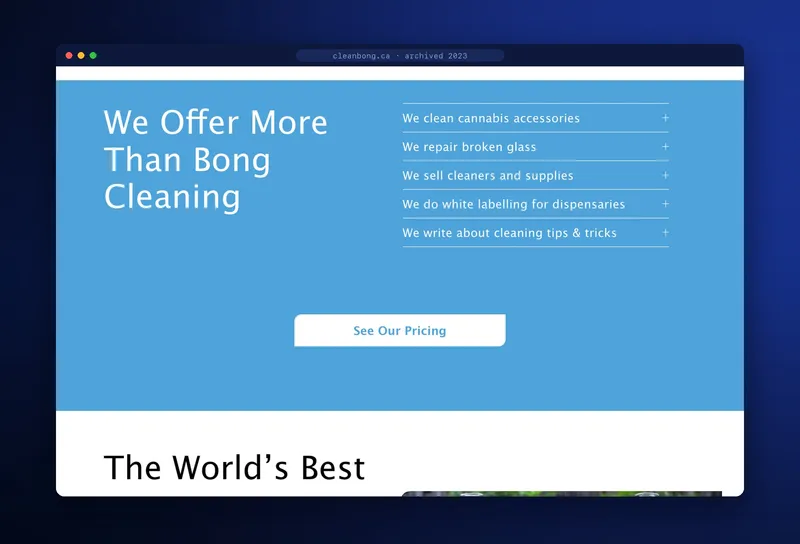 cleanbong.ca · archived 2023
We Offer More
Than Bong
Cleaning
We clean cannabis accessories +
We repair broken glass +
We sell cleaners and supplies +
We do white labelling for dispensaries +
We write about cleaning tips & tricks +
See Our Pricing
The World’s Best